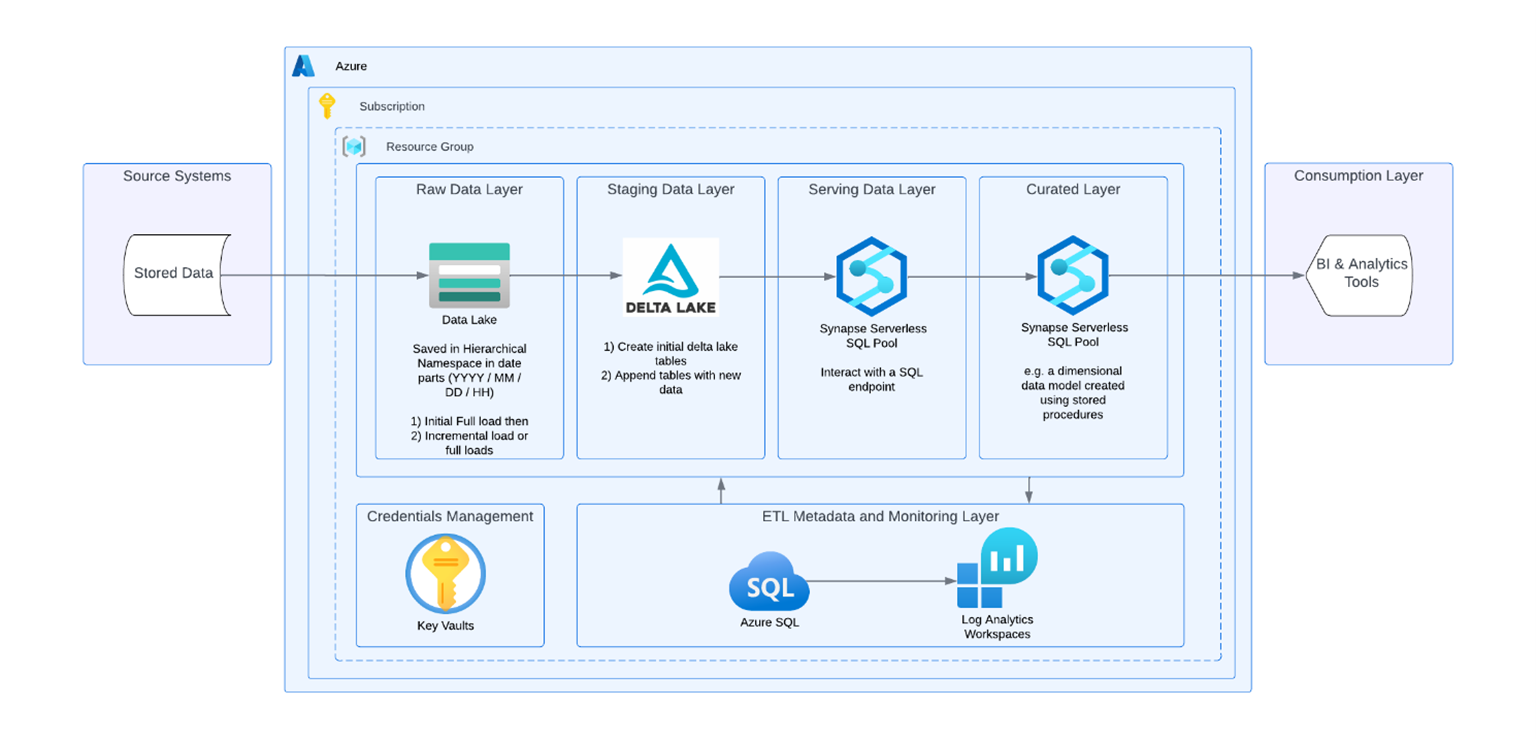 Azure
Subscription
Resource Group
Source Systems
Stored Data
Raw Data Layer
Data Lake
Saved in Hierarchical
Namespace in date
parts (YYYY / MM /
DD / HH)
1) Initial Full load then
2) Incremental load or
full loads
Staging Data Layer
DELTA LAKE
1) Create initial delta lake
tables
2) Append tables with new
data
Serving Data Layer
Synapse Serverless
SQL Pool
Interact with a SQL
endpoint
Curated Layer
Synapse Serverless
SQL Pool
e.g. a dimensional
data model created
using stored
procedures
Consumption Layer
BI & Analytics
Tools
Credentials Management
Key Vaults
ETL Metadata and Monitoring Layer
SQL
Azure SQL
Log Analytics
Workspaces